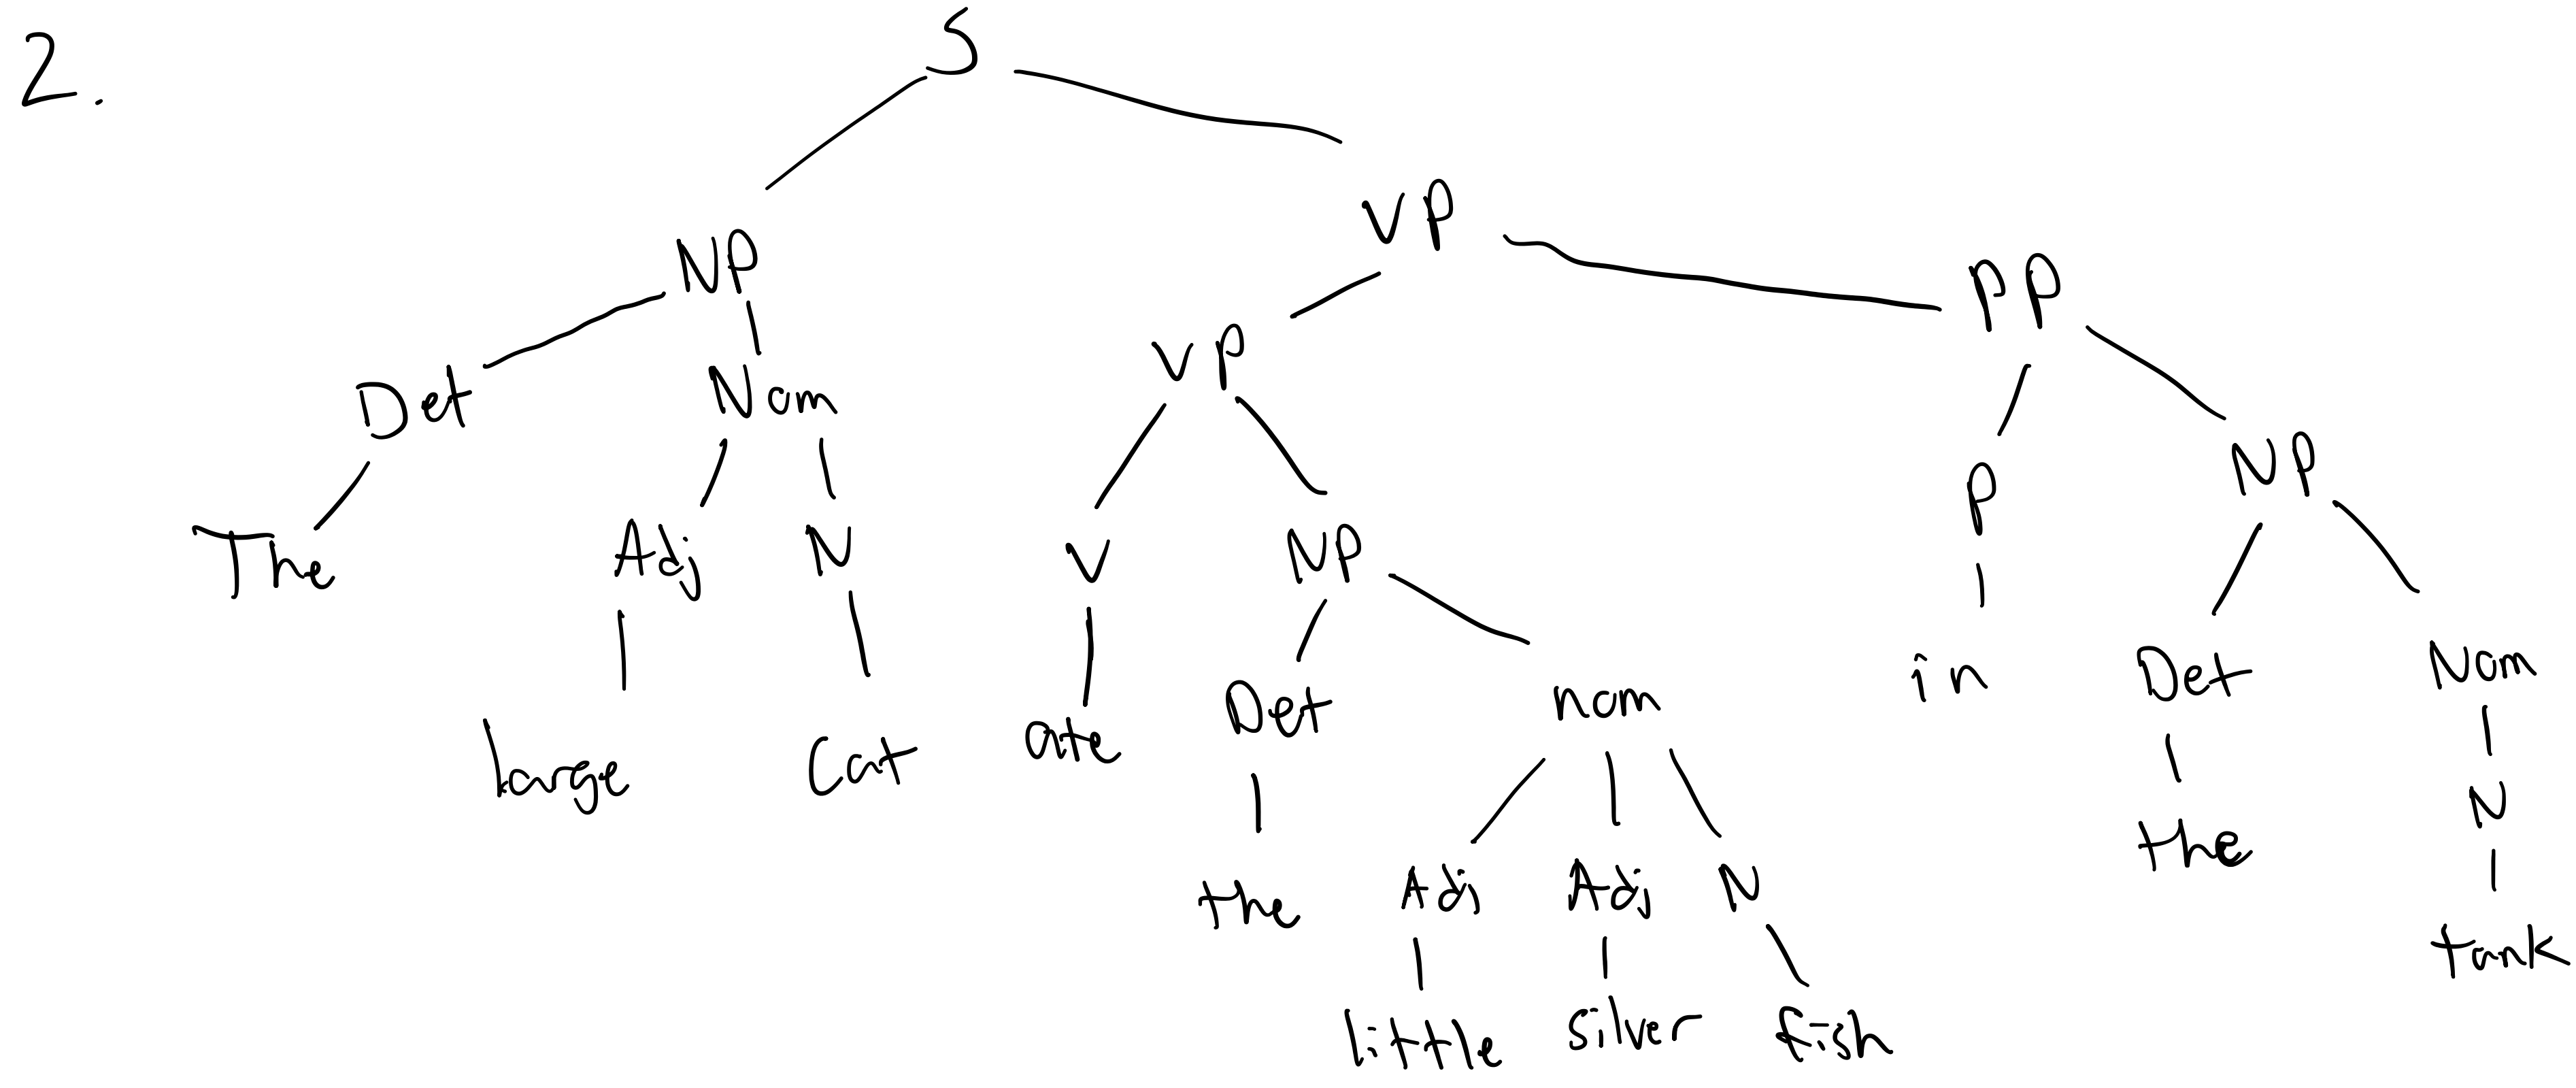 2.
S
NP VP
VP PP
Det Nom
V NP P NP
The Adj N
large Cat ate Det nom in Det Nom
the Adj Adj N the N
little silver fish tank